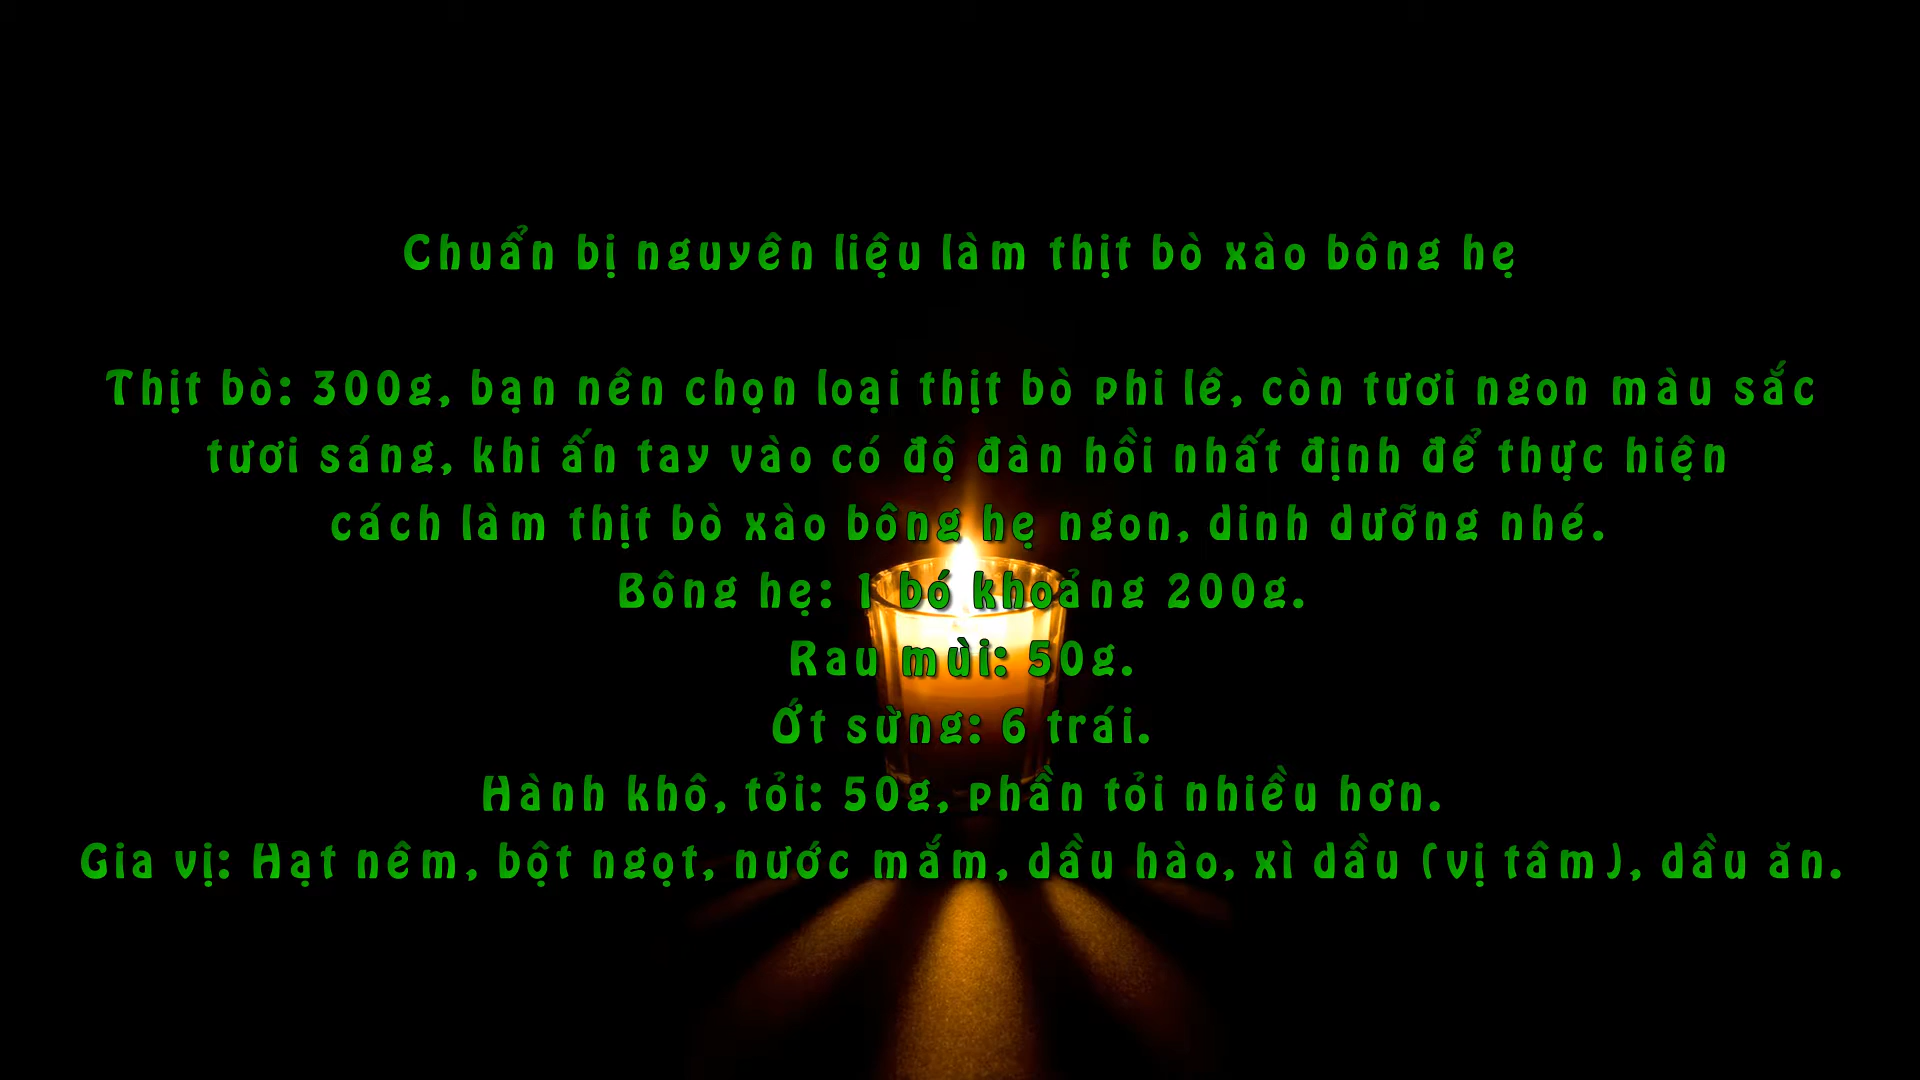 Chuẩn bị nguyên liệu làm thịt bò xào bông hẹ
Thịt bò: 300g, bạn nên chọn loại thịt bò phi lê, còn tươi ngon màu sắc
tươi sáng, khi ấn tay vào có độ đàn hồi nhất định để thực hiện
cách làm thịt bò xào bông hẹ ngon, dinh dưỡng nhé.
Bông hẹ: 1 bó khoảng 200g.
Rau mùi: 50g.
Ớt sừng: 6 trái.
Hành khô, tỏi: 50g, phần tỏi nhiều hơn.
Gia vị: Hạt nêm, bột ngọt, nước mắm, dầu hào, xì dầu (vị tâm), dầu ăn.